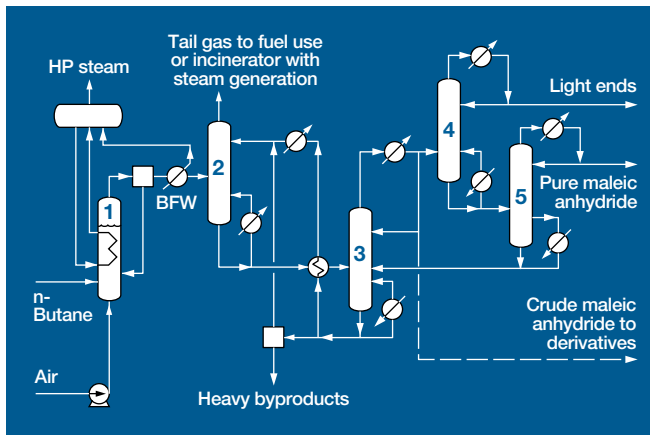 Tail gas to fuel use
or incinerator with
steam generation
HP steam
Light ends
4
2
5
1
BFW
Pure maleic
anhydride
3
n-
Butane
Crude maleic
anhydride to
derivatives
Air
Heavy byproducts